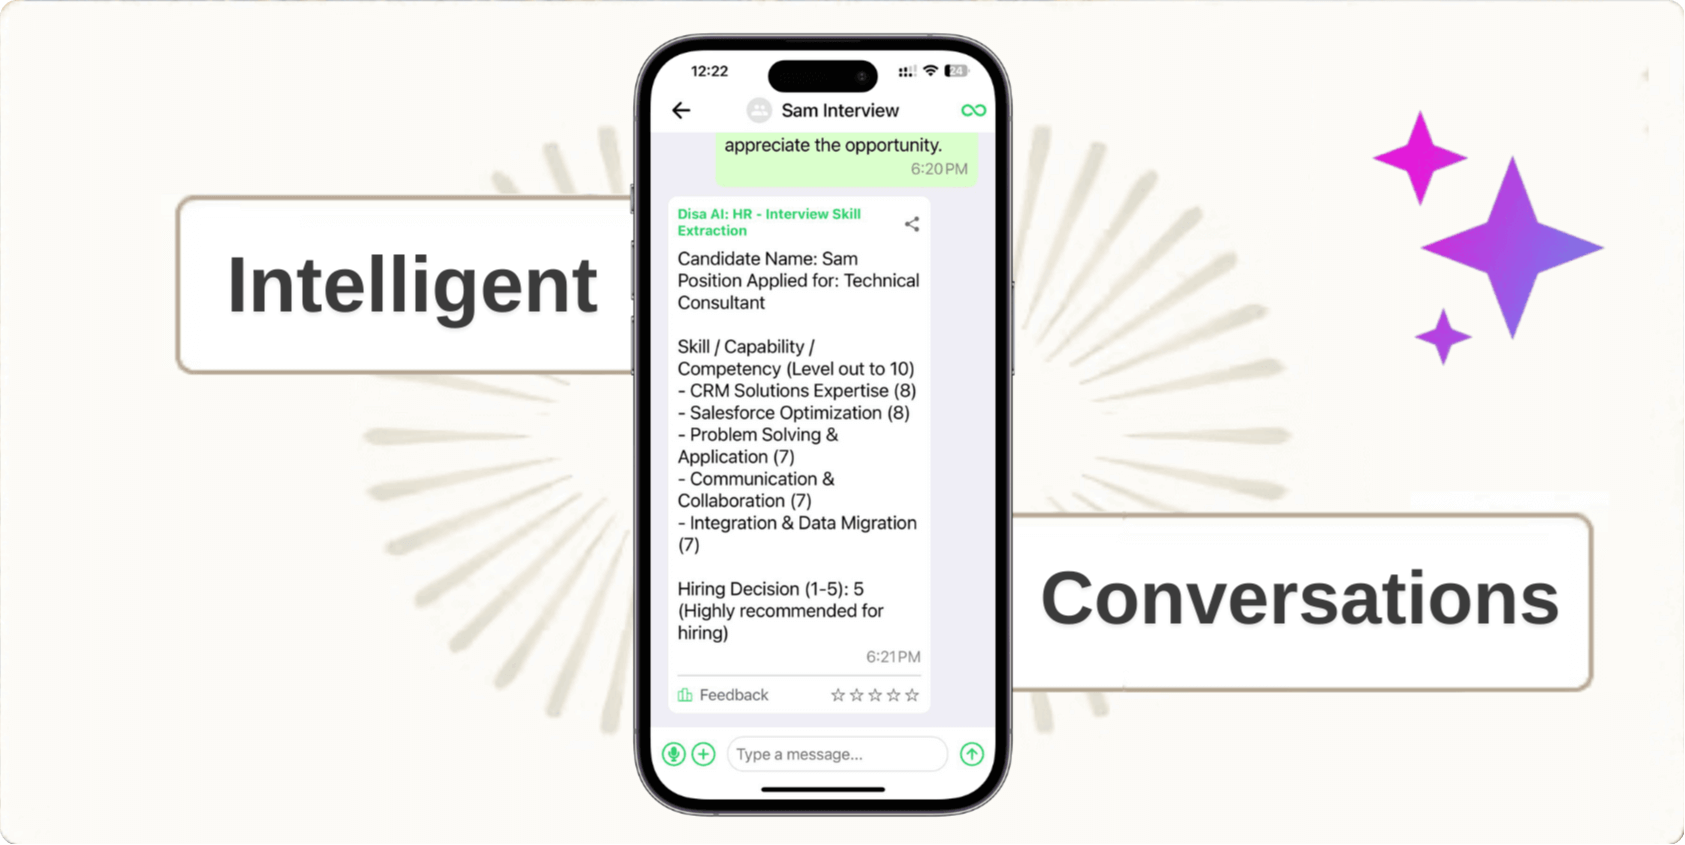 Intelligent
12:22
24
Sam Interview
appreciate the opportunity.
6:20 PM
Disa AI: HR - Interview Skill
Extraction
Candidate Name: Sam
Position Applied for: Technical
Consultant
Skill / Capability /
Competency (Level out to 10)
- CRM Solutions Expertise (8)
- Salesforce Optimization (8)
- Problem Solving &
Application (7)
- Communication &
Collaboration (7)
- Integration & Data Migration
(7)
Hiring Decision (1-5): 5
(Highly recommended for
hiring)
6:21 PM
Feedback
Type a message...
Conversations